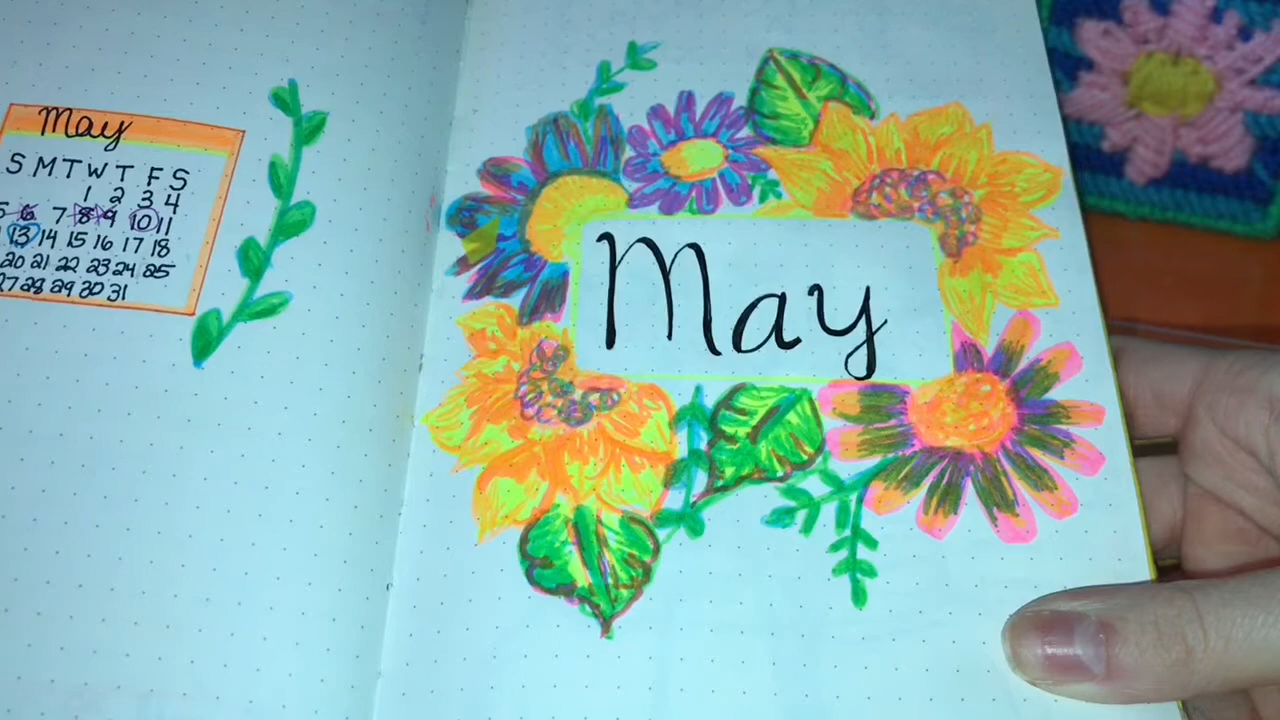 May
S M T W T F S
1 2 3 4
5 6 7 8 9 10 11
13 14 15 16 17 18
20 21 22 23 24 25
27 28 29 30 31
May